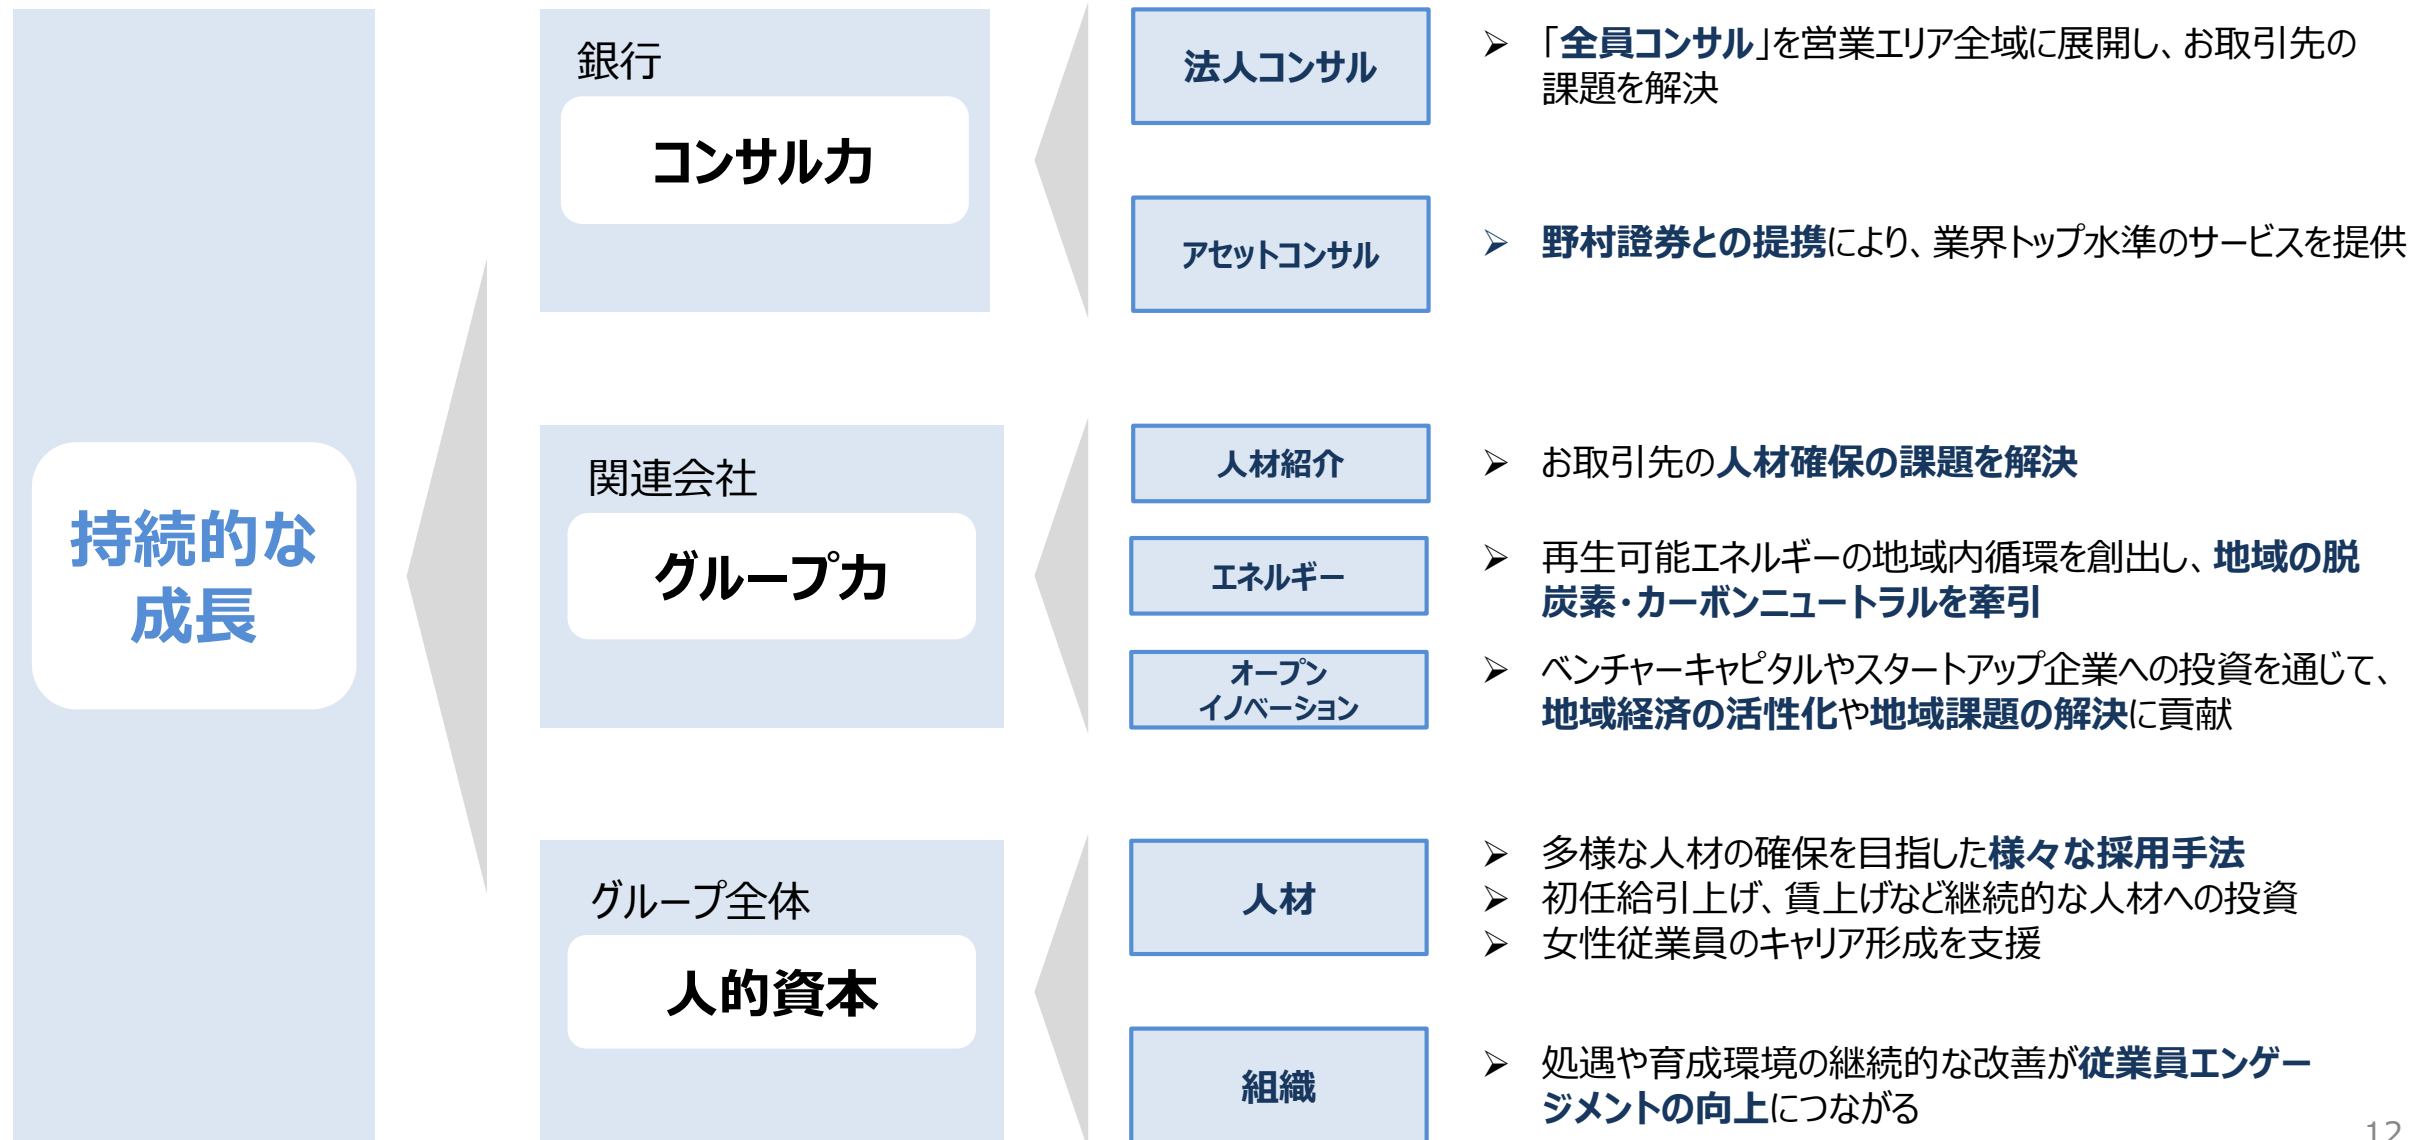 持続的な
成長
銀行
コンサル力
法人コンサル
➢ 「全員コンサル」を営業エリア全域に展開し、お取引先の
課題を解決
アセットコンサル
➢ 野村證券との提携により、業界トップ水準のサービスを提供
関連会社
グループ力
人材紹介
➢ お取引先の人材確保の課題を解決
エネルギー
➢ 再生可能エネルギーの地域内循環を創出し、地域の脱
炭素・カーボンニュートラルを牽引
オープン
イノベーション
➢ ベンチャーキャピタルやスタートアップ企業への投資を通じて、
地域経済の活性化や地域課題の解決に貢献
グループ全体
人的資本
人材
➢ 多様な人材の確保を目指した様々な採用手法
➢ 初任給引上げ、賃上げなど継続的な人材への投資
➢ 女性従業員のキャリア形成を支援
組織
➢ 処遇や育成環境の継続的な改善が従業員エンゲー
ジメントの向上につながる
12